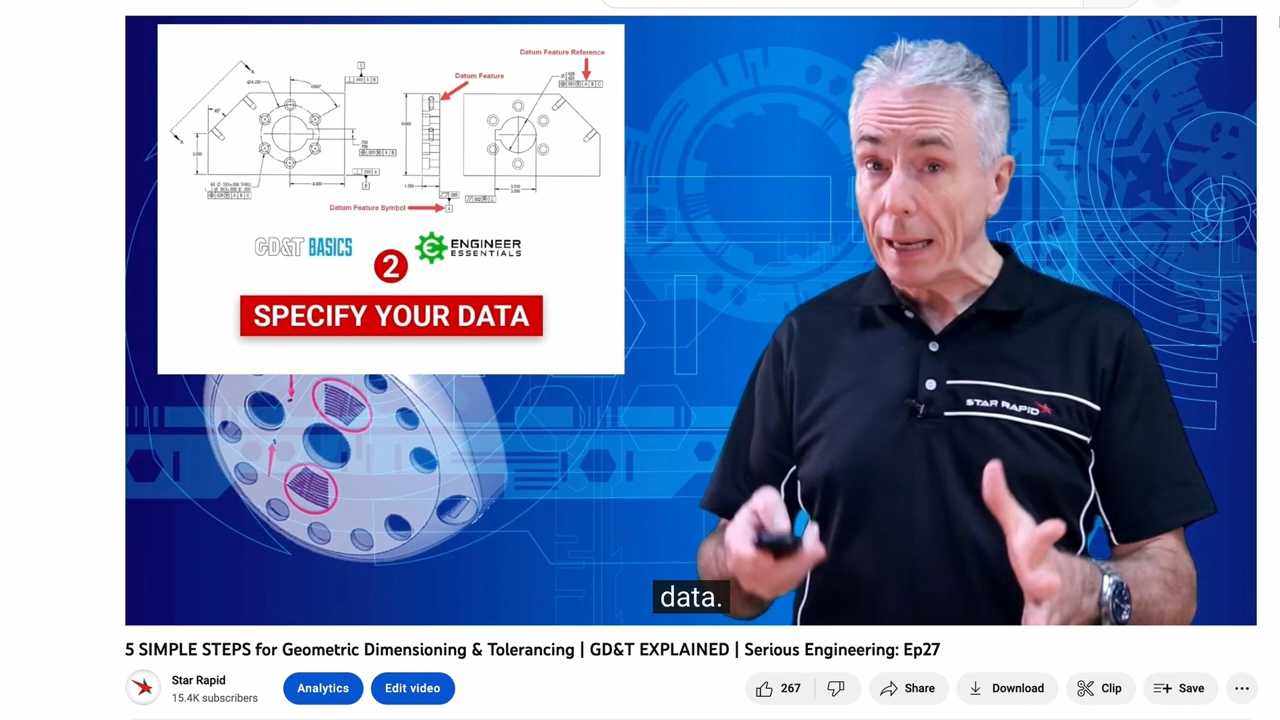 Datum Feature Reference
Datum Feature
Datum Feature Symbol
GD&T BASICS
ENGINEER
ESSENTIALS
2
SPECIFY YOUR DATA
STAR RAPID
data.
5 SIMPLE STEPS for Geometric Dimensioning & Tolerancing | GD&T EXPLAINED | Serious Engineering: Ep27
Star Rapid
15.4K subscribers
Analytics
Edit video
267
Share
Download
Clip
Save